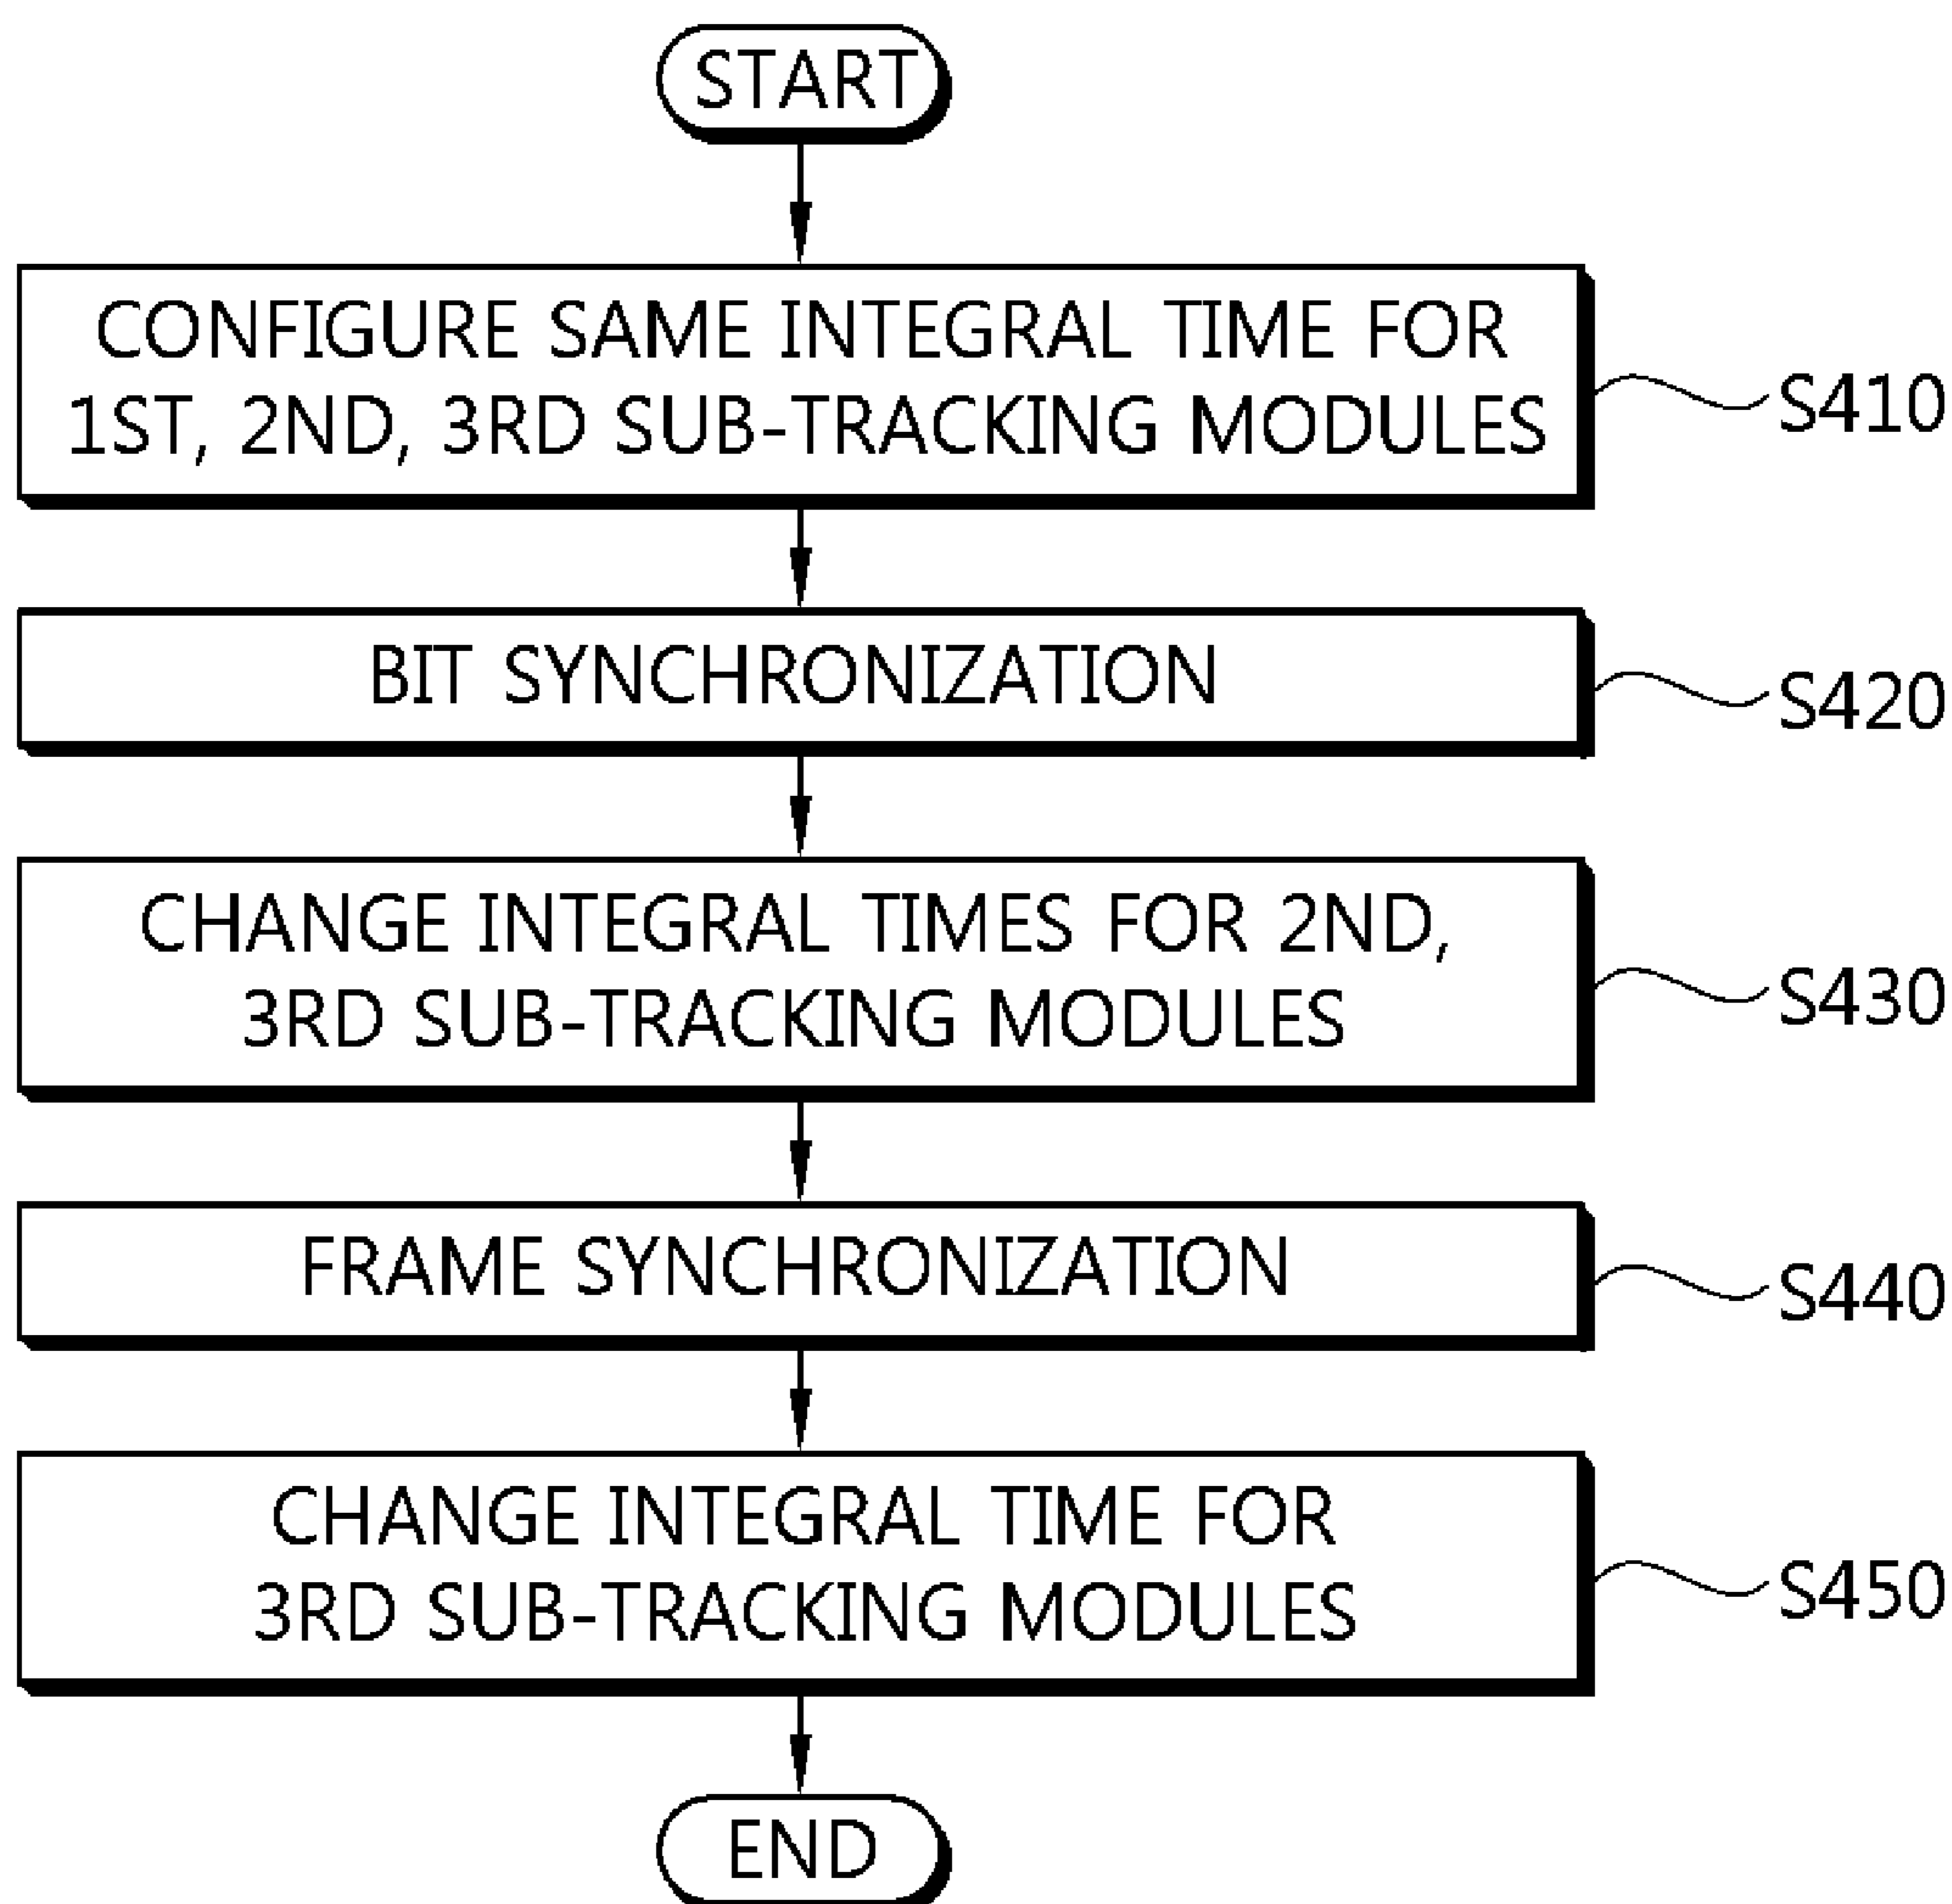 START
CONFIGURE SAME INTEGRAL TIME FOR
1ST, 2ND, 3RD SUB-TRACKING MODULES
S410
BIT SYNCHRONIZATION
S420
CHANGE INTEGRAL TIMES FOR 2ND,
3RD SUB-TRACKING MODULES
S430
FRAME SYNCHRONIZATION
S440
CHANGE INTEGRAL TIME FOR
3RD SUB-TRACKING MODULES
S450
END